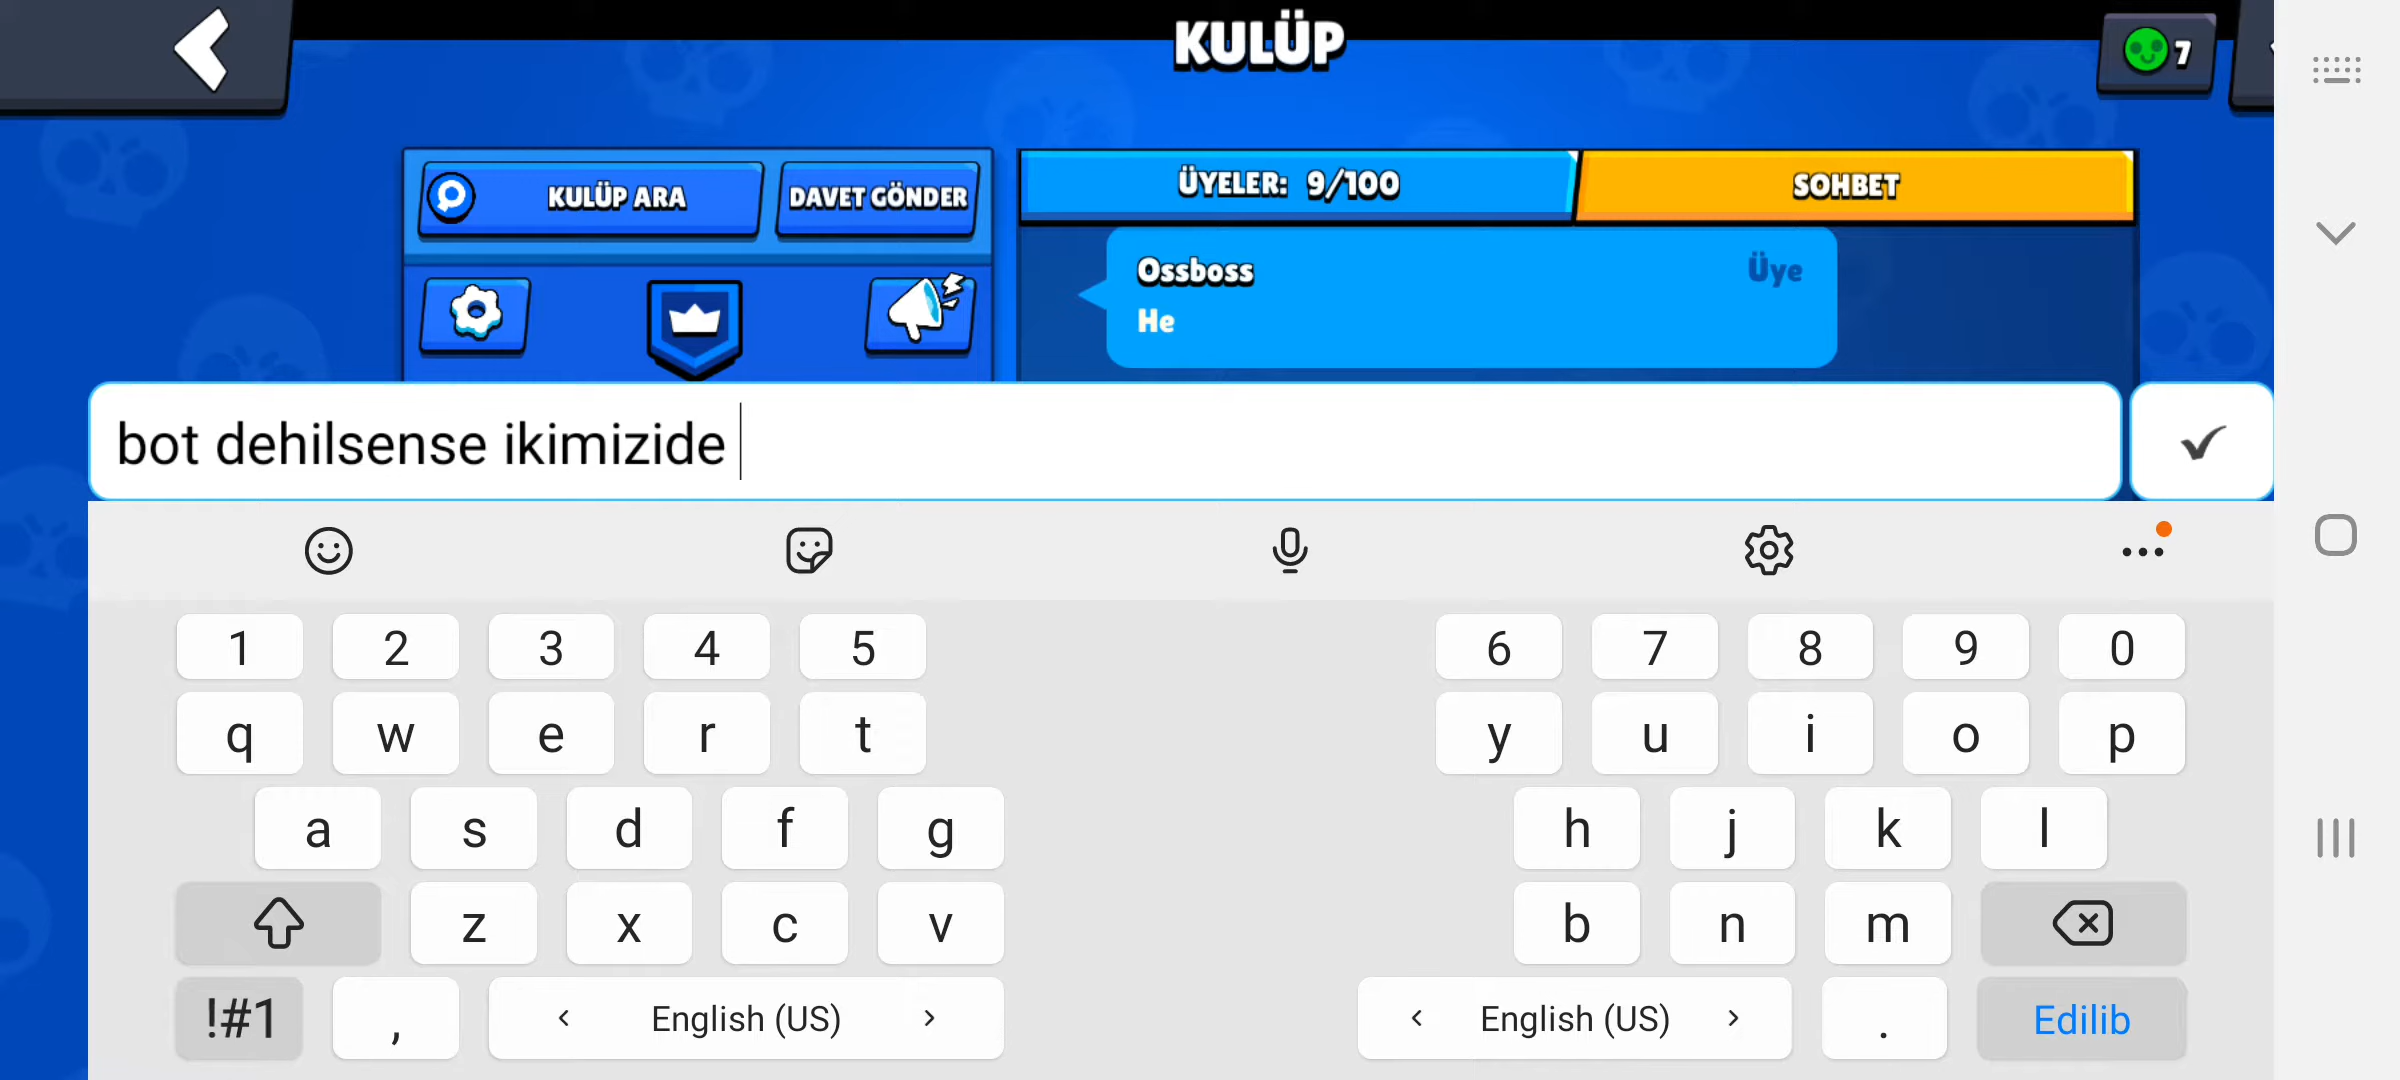 KULÜP
7
KULÜP ARA
DAVET GÖNDER
ÜYELER: 9/100
SOHBET
Ossboss
Üye
He
bot dehilsense ikimizide
1 2 3 4 5 6 7 8 9 0
q w e r t y u i o p
a s d f g h j k l
z x c v b n m
!#1 , < English (US) > < English (US) > . Edilib